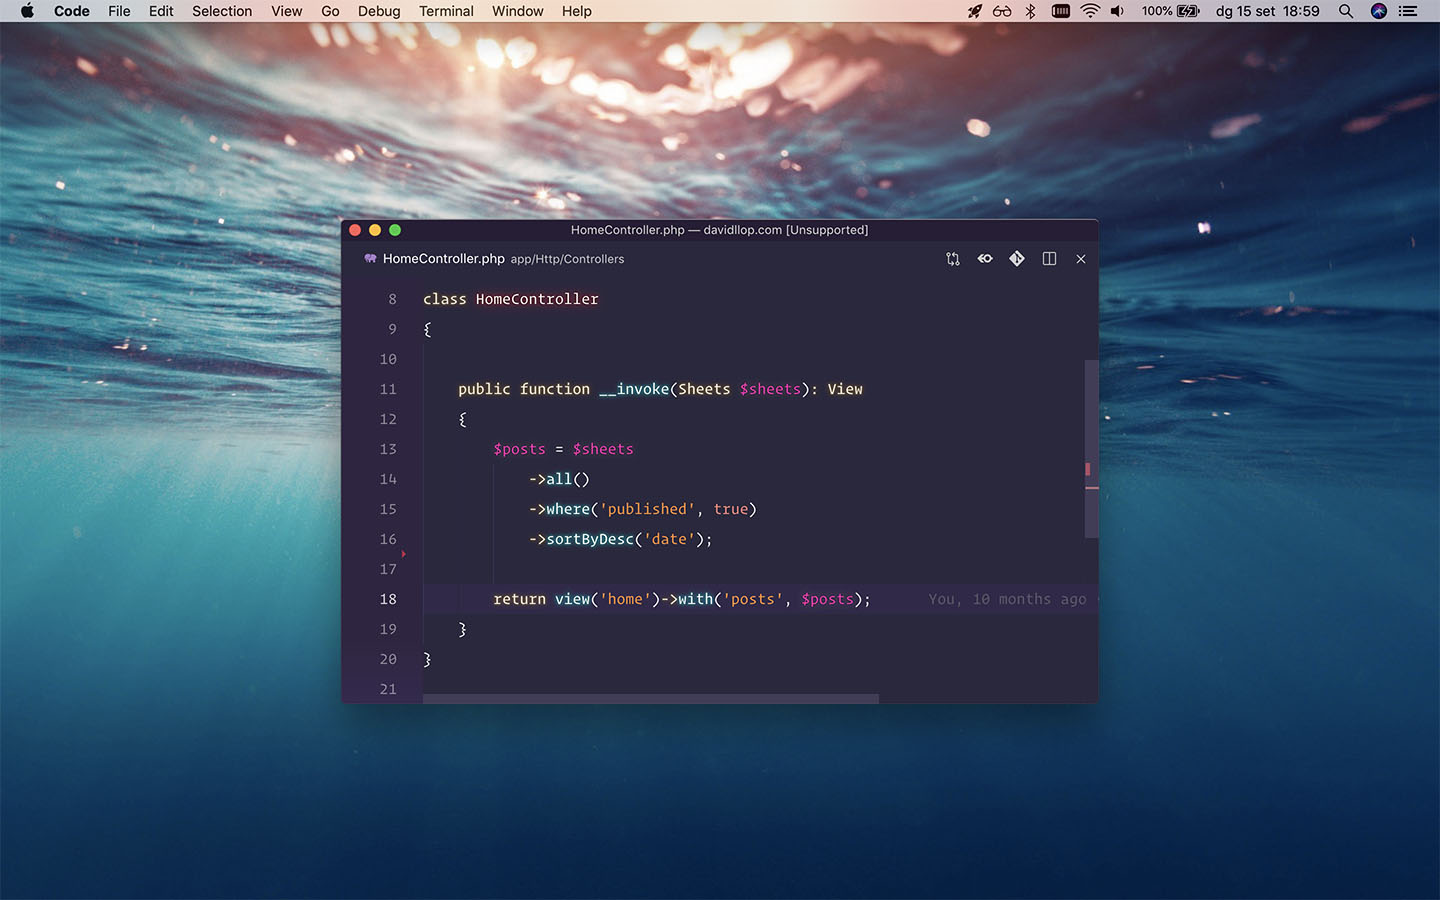 Code File Edit Selection View Go Debug Terminal Window Help 100% dg 15 set 18:59
HomeController.php — davidllop.com [Unsupported]
HomeController.php app/Http/Controllers
8 class HomeController
9 {
10
11 public function __invoke(Sheets $sheets): View
12 {
13 $posts = $sheets
14 ->all()
15 ->where('published', true)
16 ->sortByDesc('date');
17
18 return view('home')->with('posts', $posts); You, 10 months ago
19 }
20 }
21